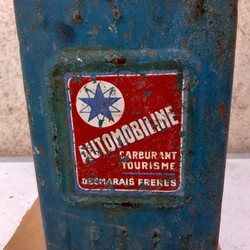 AUTOMOBILINE
CARBURANT
TOURISME
DESMARAIS FRERES